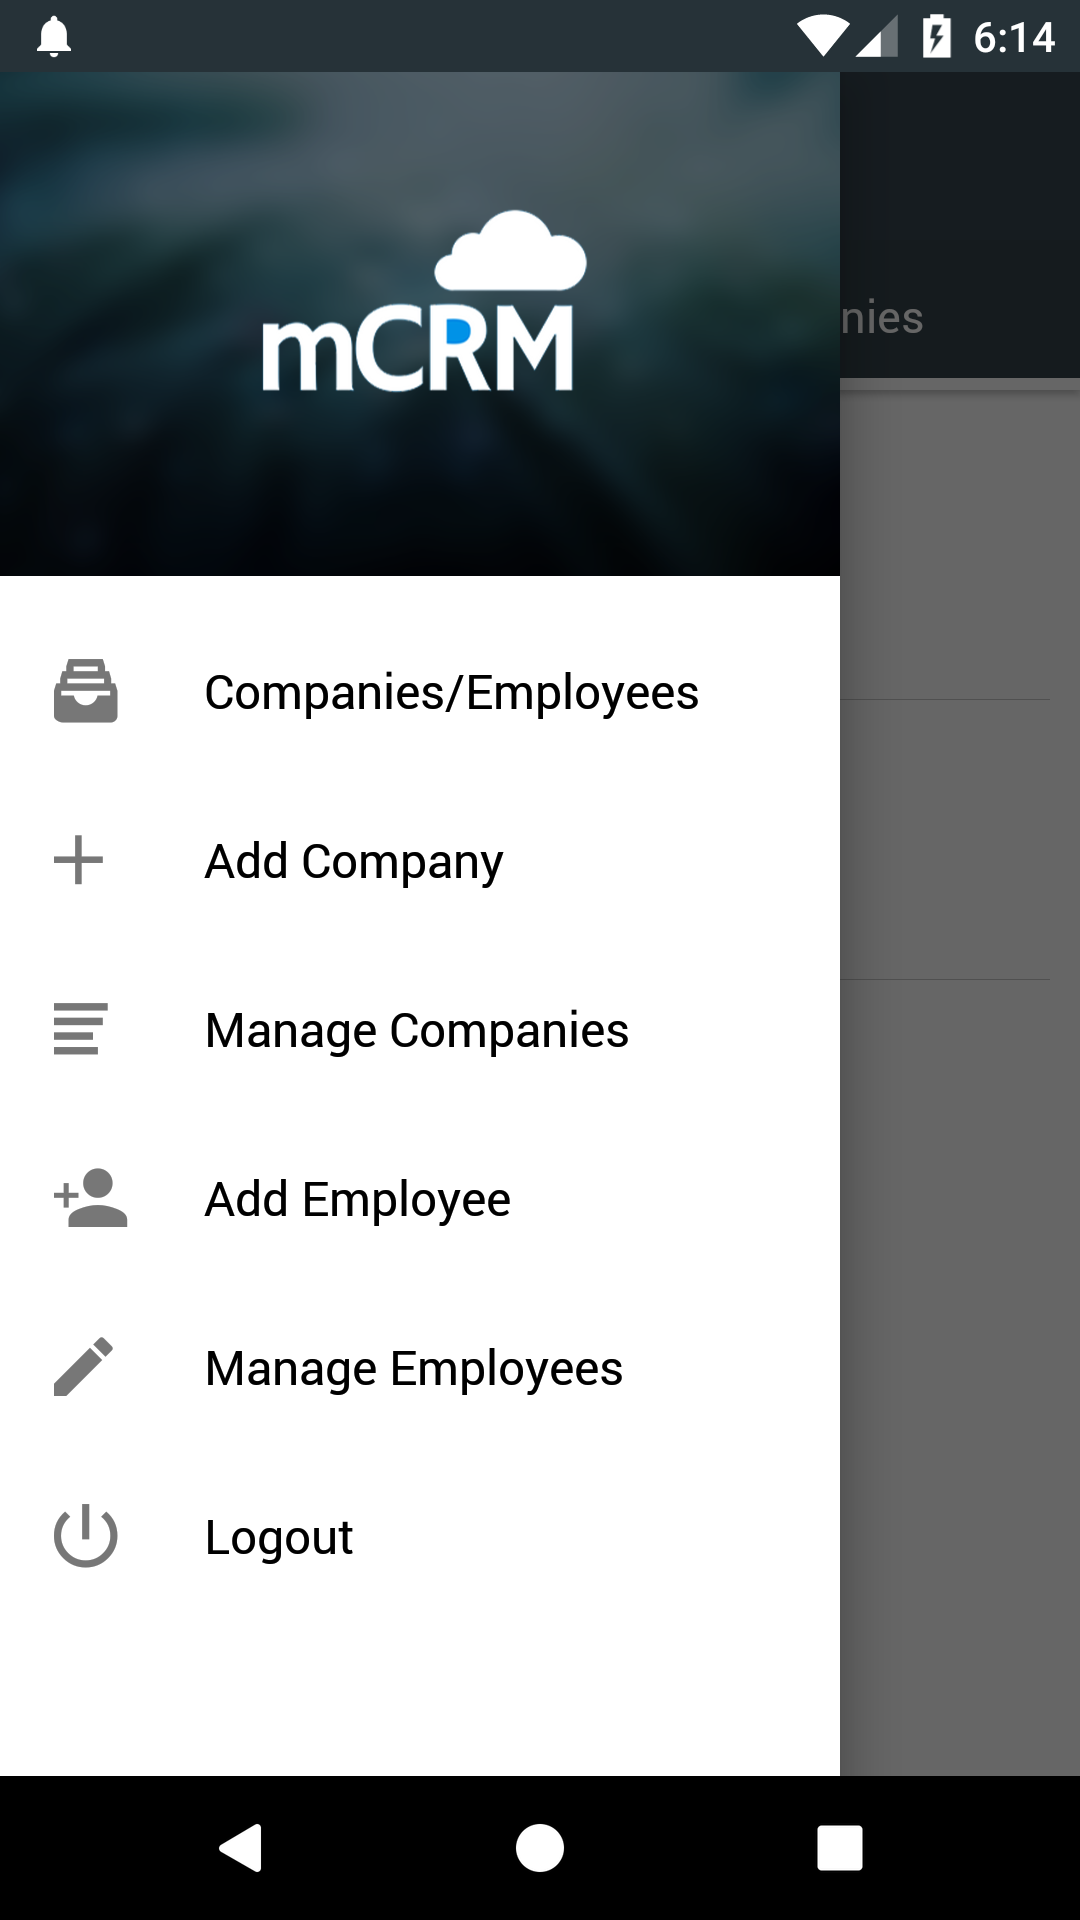 6:14
mCRM
nies
Companies/Employees
Add Company
Manage Companies
Add Employee
Manage Employees
Logout